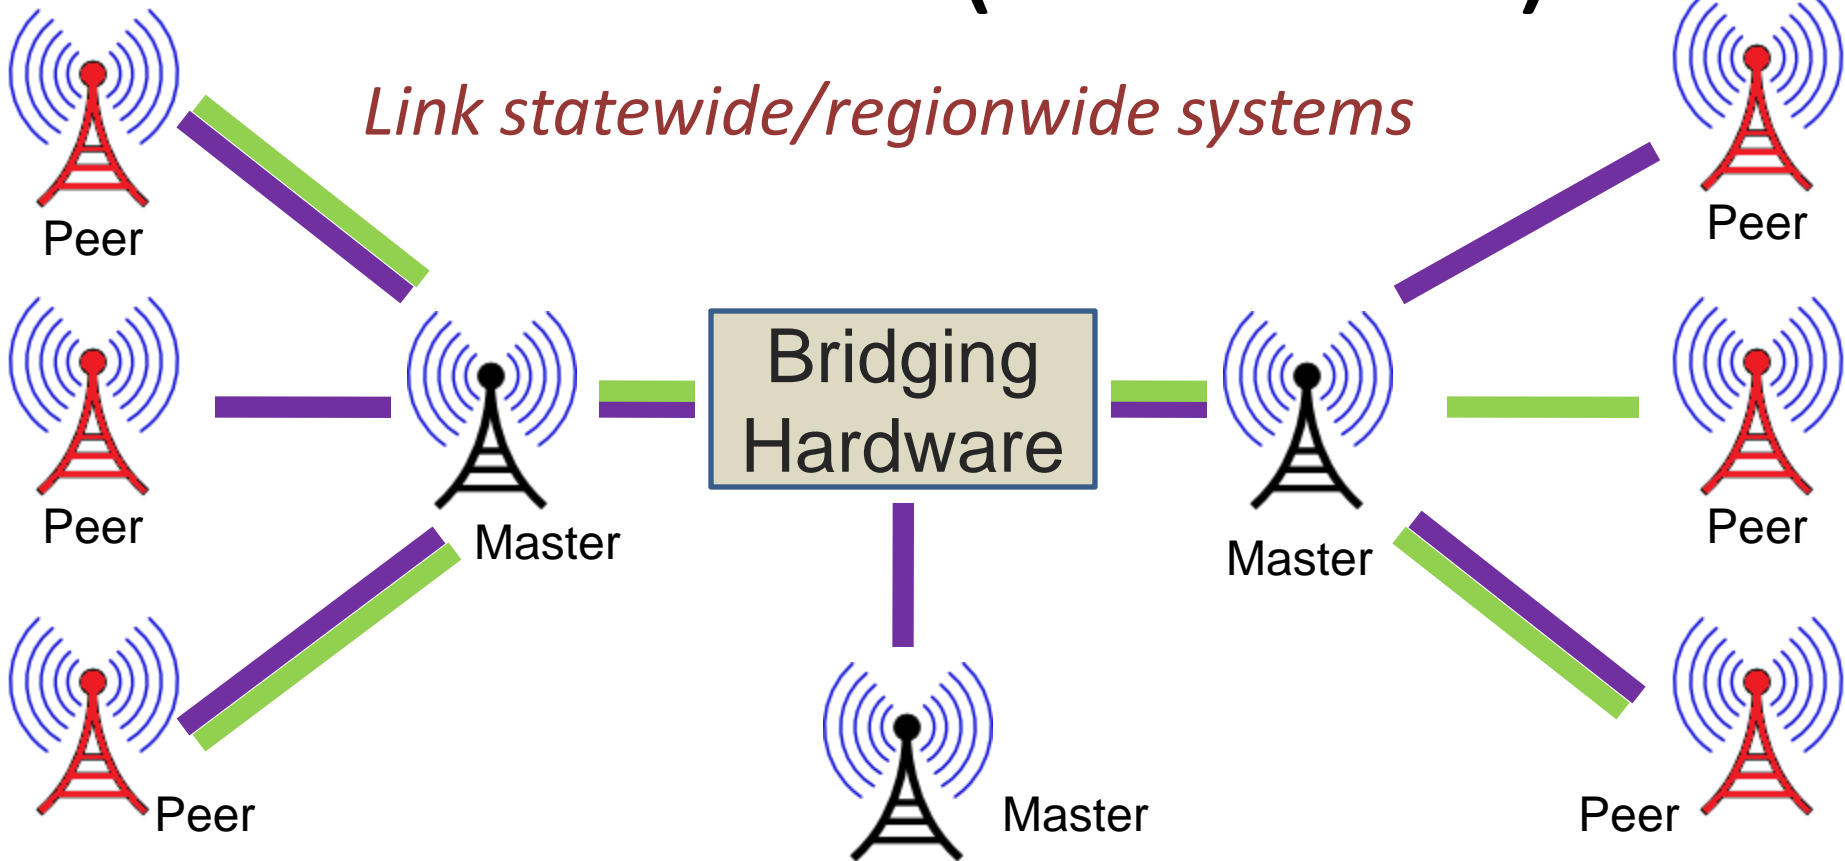 Link statewide/regionwide systems
Peer
Peer
Bridging
Hardware
Peer
Peer
Master
Master
Peer
Master
Peer